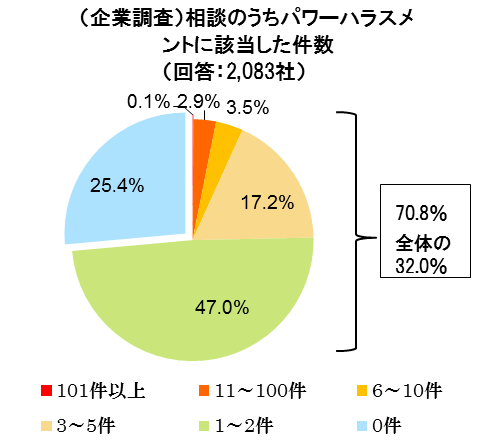 （企業調査）相談のうちパワーハラスメ
ントに該当した件数
（回答：2,083社）
0.1% 2.9% 3.5%
25.4% 17.2%
70.8%
全体の
32.0%
47.0%
■101件以上 ■11～100件 ■6～10件
■3～5件 ■1～2件 ■0件